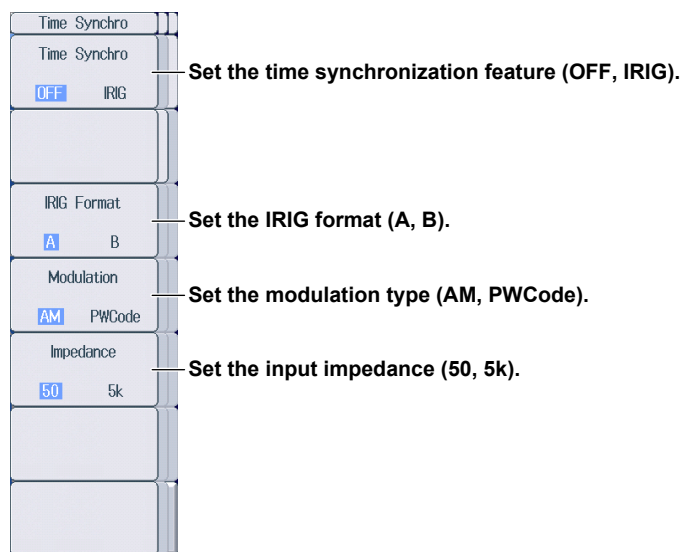 Time Synchro
Time Synchro
OFF IRIG
Set the time synchronization feature (OFF, IRIG).
IRIG Format
A B
Set the IRIG format (A, B).
Modulation
AM PWCode
Set the modulation type (AM, PWCode).
Impedance
50 5k
Set the input impedance (50, 5k).